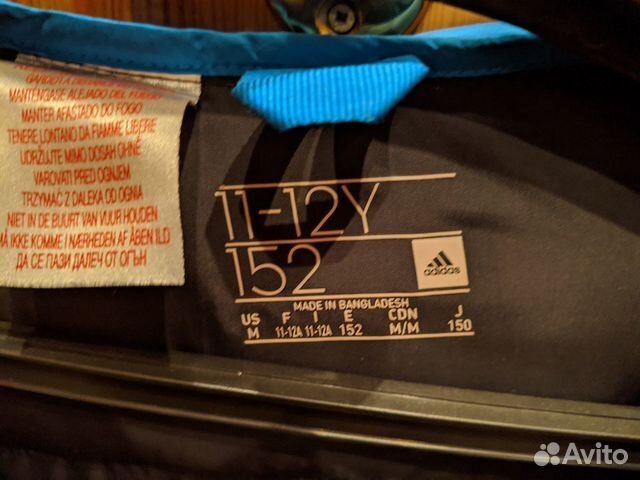 MANTÉNGASE ALEJADO DEL FUEGO
MANTER AFASTADO DO FOGO
TENERE LONTANO DA FIAMME LIBERE
UDRŽUJTE MIMO DOSAH OHNĚ
VAROVATI PRED OGNJEM
TRZYMAĆ Z DALEKA OD OGNIA
NIET IN DE BUURT VAN VUUR HOUDEN
MÅ IKKE KOMME I NÆRHEDEN AF ÅBEN ILD
ДА СЕ ПАЗИ ДАЛЕЧ ОТ ОГЪН
11-12Y
152
adidas
MADE IN BANGLADESH
US F I E CDN J
M 11-12A 11-12A 152 M/M 150
Avito